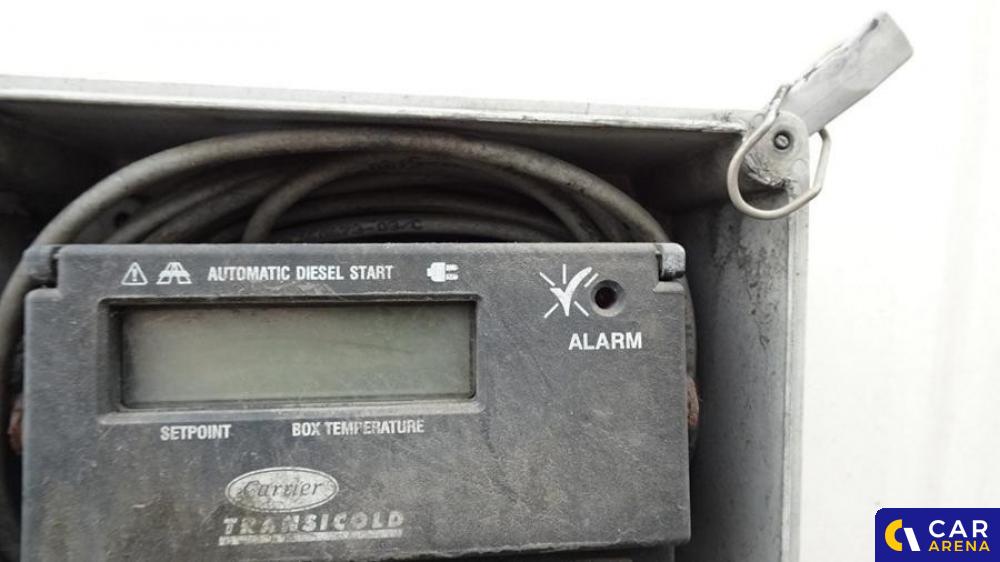 AUTOMATIC DIESEL START
ALARM
SETPOINT BOX TEMPERATURE
Carrier
TRANSICOLD
CAR
ARENA